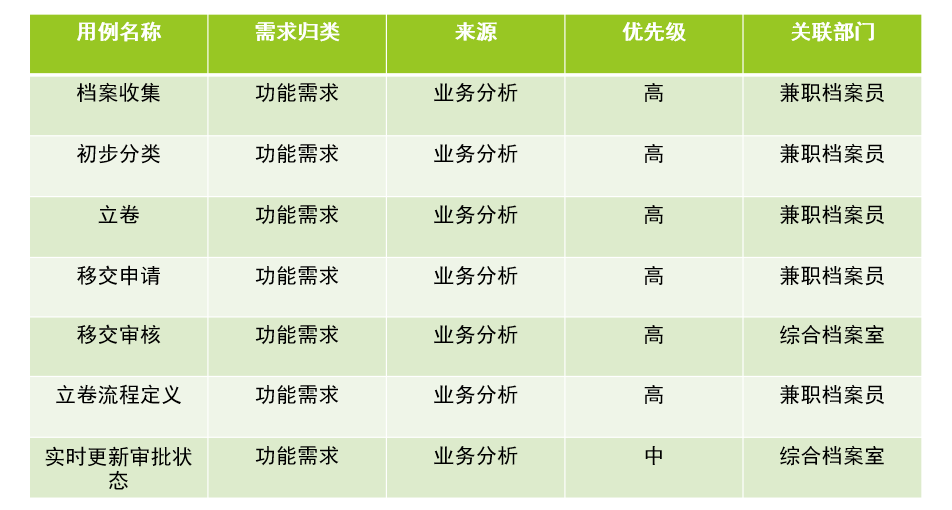 用例名称 需求归类 来源 优先级 关联部门
档案收集 功能需求 业务分析 高 兼职档案员
初步分类 功能需求 业务分析 高 兼职档案员
立卷 功能需求 业务分析 高 兼职档案员
移交申请 功能需求 业务分析 高 兼职档案员
移交审核 功能需求 业务分析 高 综合档案室
立卷流程定义 功能需求 业务分析 高 兼职档案员
实时更新审批状 功能需求 业务分析 中 综合档案室
态